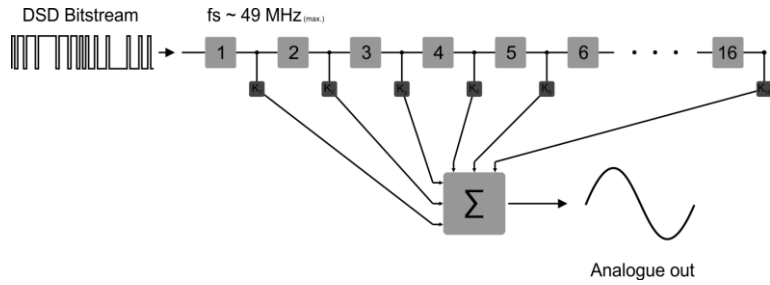 DSD Bitstream
fs ~ 49 MHz (max.)
1 2 3 4 5 6 16
Σ
Analogue out